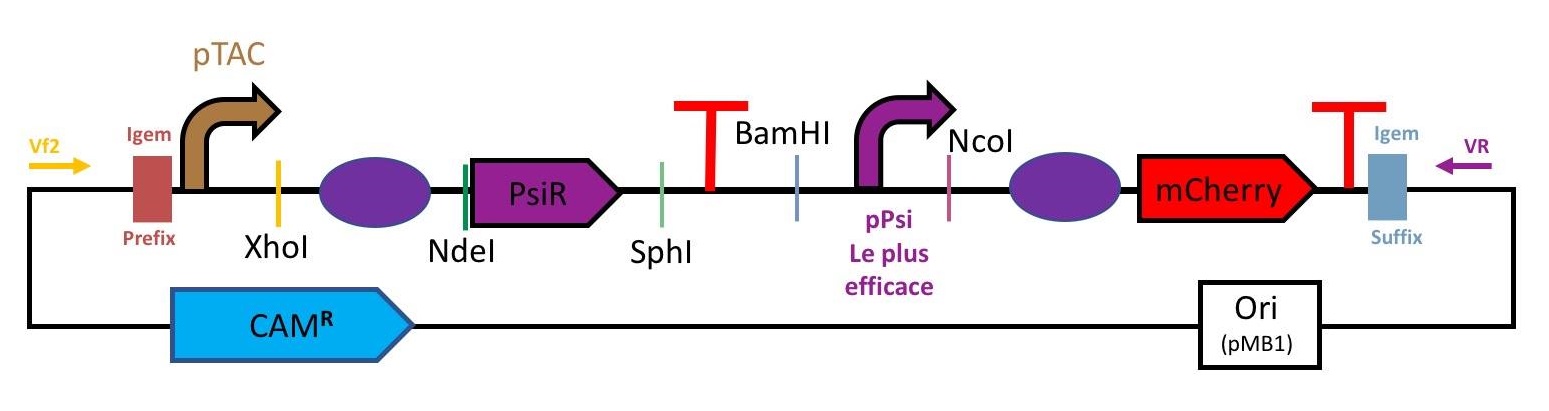 pTAC
Vf2
Igem
Prefix
XhoI
NdeI
PsiR
SphI
BamHI
pPsi
Le plus
efficace
NcoI
mCherry
Igem
Suffix
VR
CAMᴿ
Ori
(pMB1)